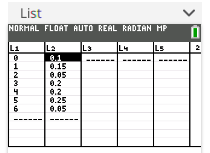 List
NORMAL FLOAT AUTO REAL RADIAN MP
L1 L2 L3 L4 L5 2
0 0.1 ------ ------ ------
1 0.15
2 0.05
3 0.2
4 0.2
5 0.25
6 0.05
------ ------